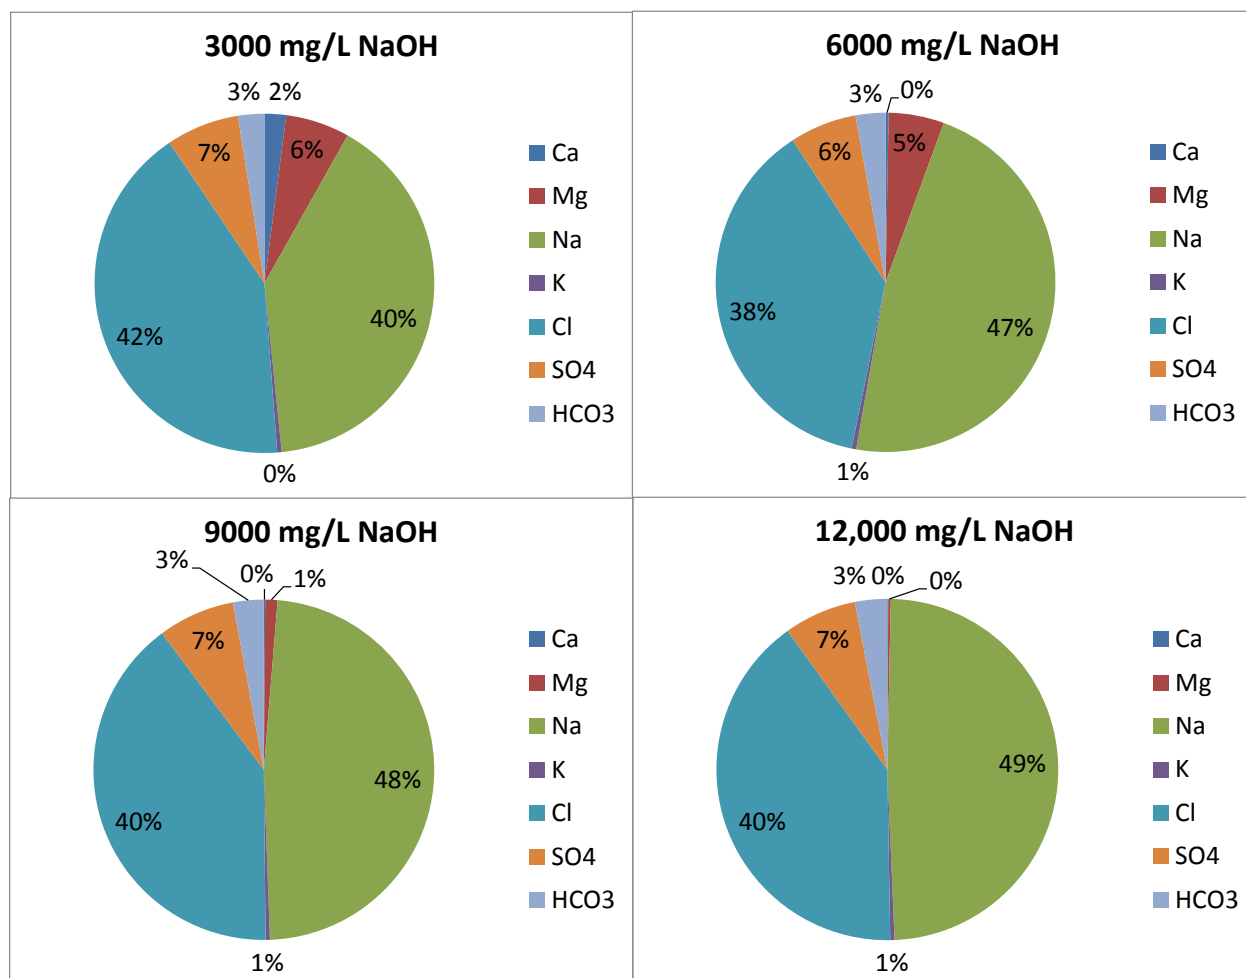 3000 mg/L NaOH
3% 2%
7% 6%
42% 40%
0%
Ca
Mg
Na
K
Cl
SO4
HCO3
6000 mg/L NaOH
3% 0%
6% 5%
38% 47%
1%
Ca
Mg
Na
K
Cl
SO4
HCO3
9000 mg/L NaOH
3% 0% 1%
7%
48%
40%
1%
Ca
Mg
Na
K
Cl
SO4
HCO3
12,000 mg/L NaOH
3% 0% 0%
7%
49%
40%
1%
Ca
Mg
Na
K
Cl
SO4
HCO3